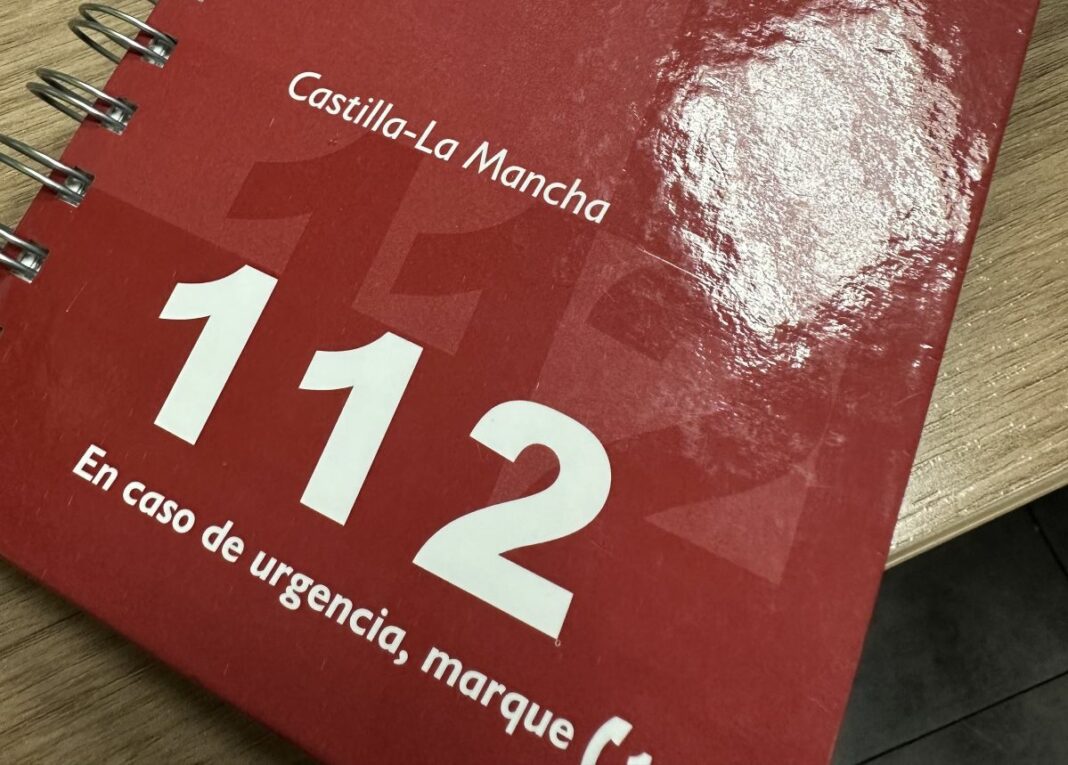 Castilla-La Mancha
112
En caso de urgencia, marque